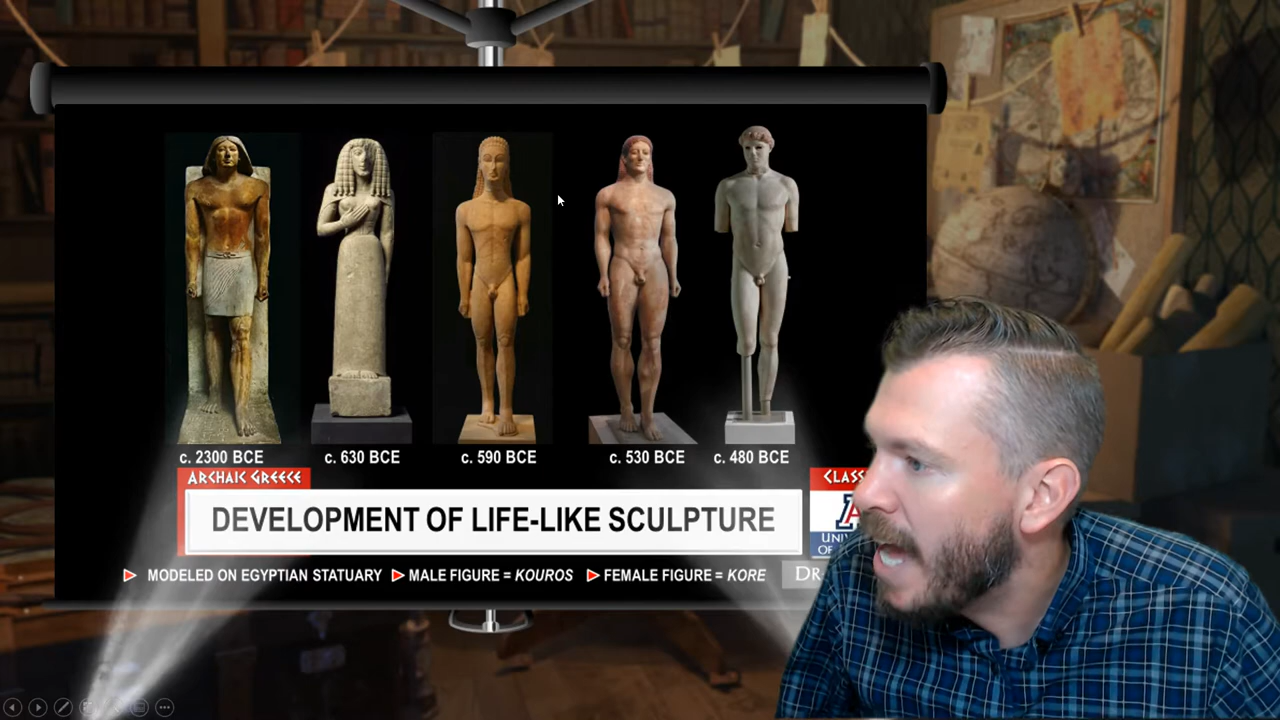 c. 2300 BCE
c. 630 BCE
c. 590 BCE
c. 530 BCE
c. 480 BCE
ARCHAIC GREECE
DEVELOPMENT OF LIFE-LIKE SCULPTURE
MODELED ON EGYPTIAN STATUARY
MALE FIGURE = KOUROS
FEMALE FIGURE = KORE
DR